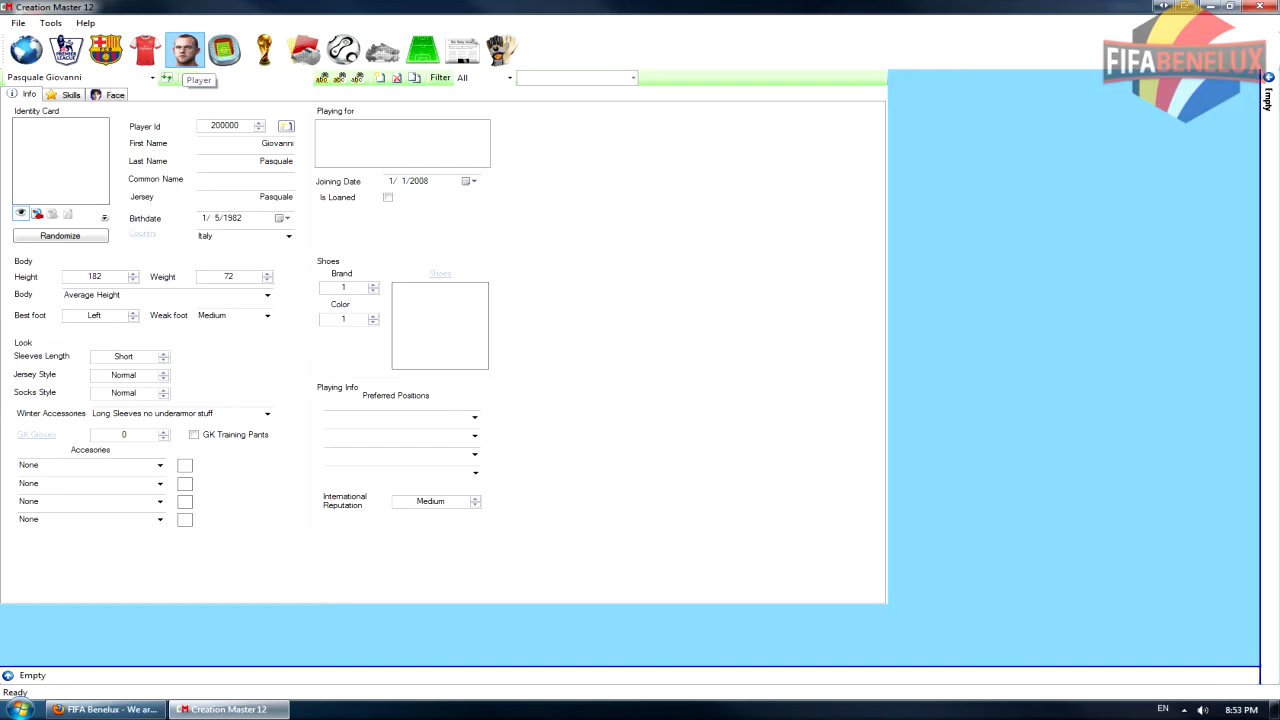 Creation Master 12
File Tools Help
PREMIER LEAGUE
FIFABENELUX
Pasquale Giovanni
Player
abc abc abc
Filter All
Empty
Info Skills Face
Identity Card
Player Id 200000
First Name Giovanni
Last Name Pasquale
Common Name
Jersey Pasquale
Birthdate 1/ 5/1982
Country Italy
Randomize
Playing for
Joining Date 1/ 1/2008
Is Loaned
Body
Height 182 Weight 72
Body Average Height
Best foot Left Weak foot Medium
Shoes
Brand Shoes
1
Color
1
Look
Sleeves Length Short
Jersey Style Normal
Socks Style Normal
Winter Accessories Long Sleeves no underarmor stuff
GK Gloves 0 GK Training Pants
Accesories
None
None
None
None
Playing Info
Preferred Positions
International Reputation Medium
Empty
Ready
FIFA Benelux - We ar...
CM Creation Master 12
EN 8:53 PM